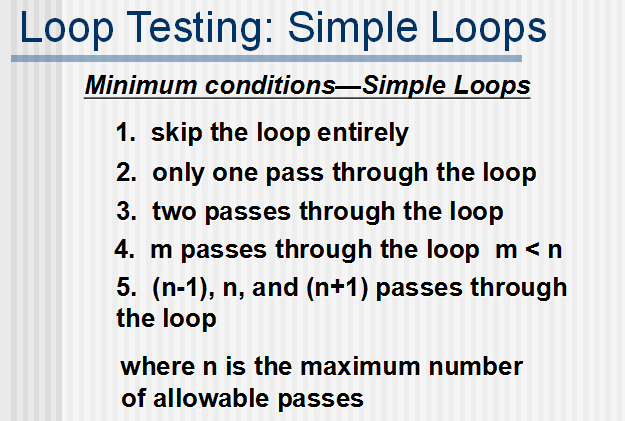 Loop Testing: Simple Loops
Minimum conditions—Simple Loops
1. skip the loop entirely
2. only one pass through the loop
3. two passes through the loop
4. m passes through the loop m < n
5. (n-1), n, and (n+1) passes through
the loop
where n is the maximum number
of allowable passes